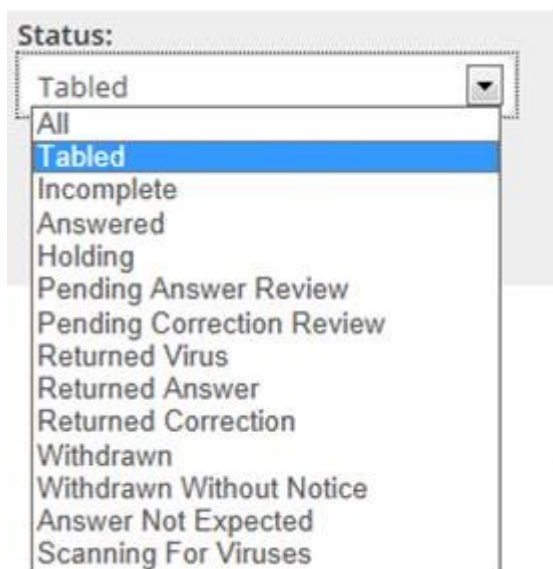 Status:
Tabled
All
Tabled
Incomplete
Answered
Holding
Pending Answer Review
Pending Correction Review
Returned Virus
Returned Answer
Returned Correction
Withdrawn
Withdrawn Without Notice
Answer Not Expected
Scanning For Viruses